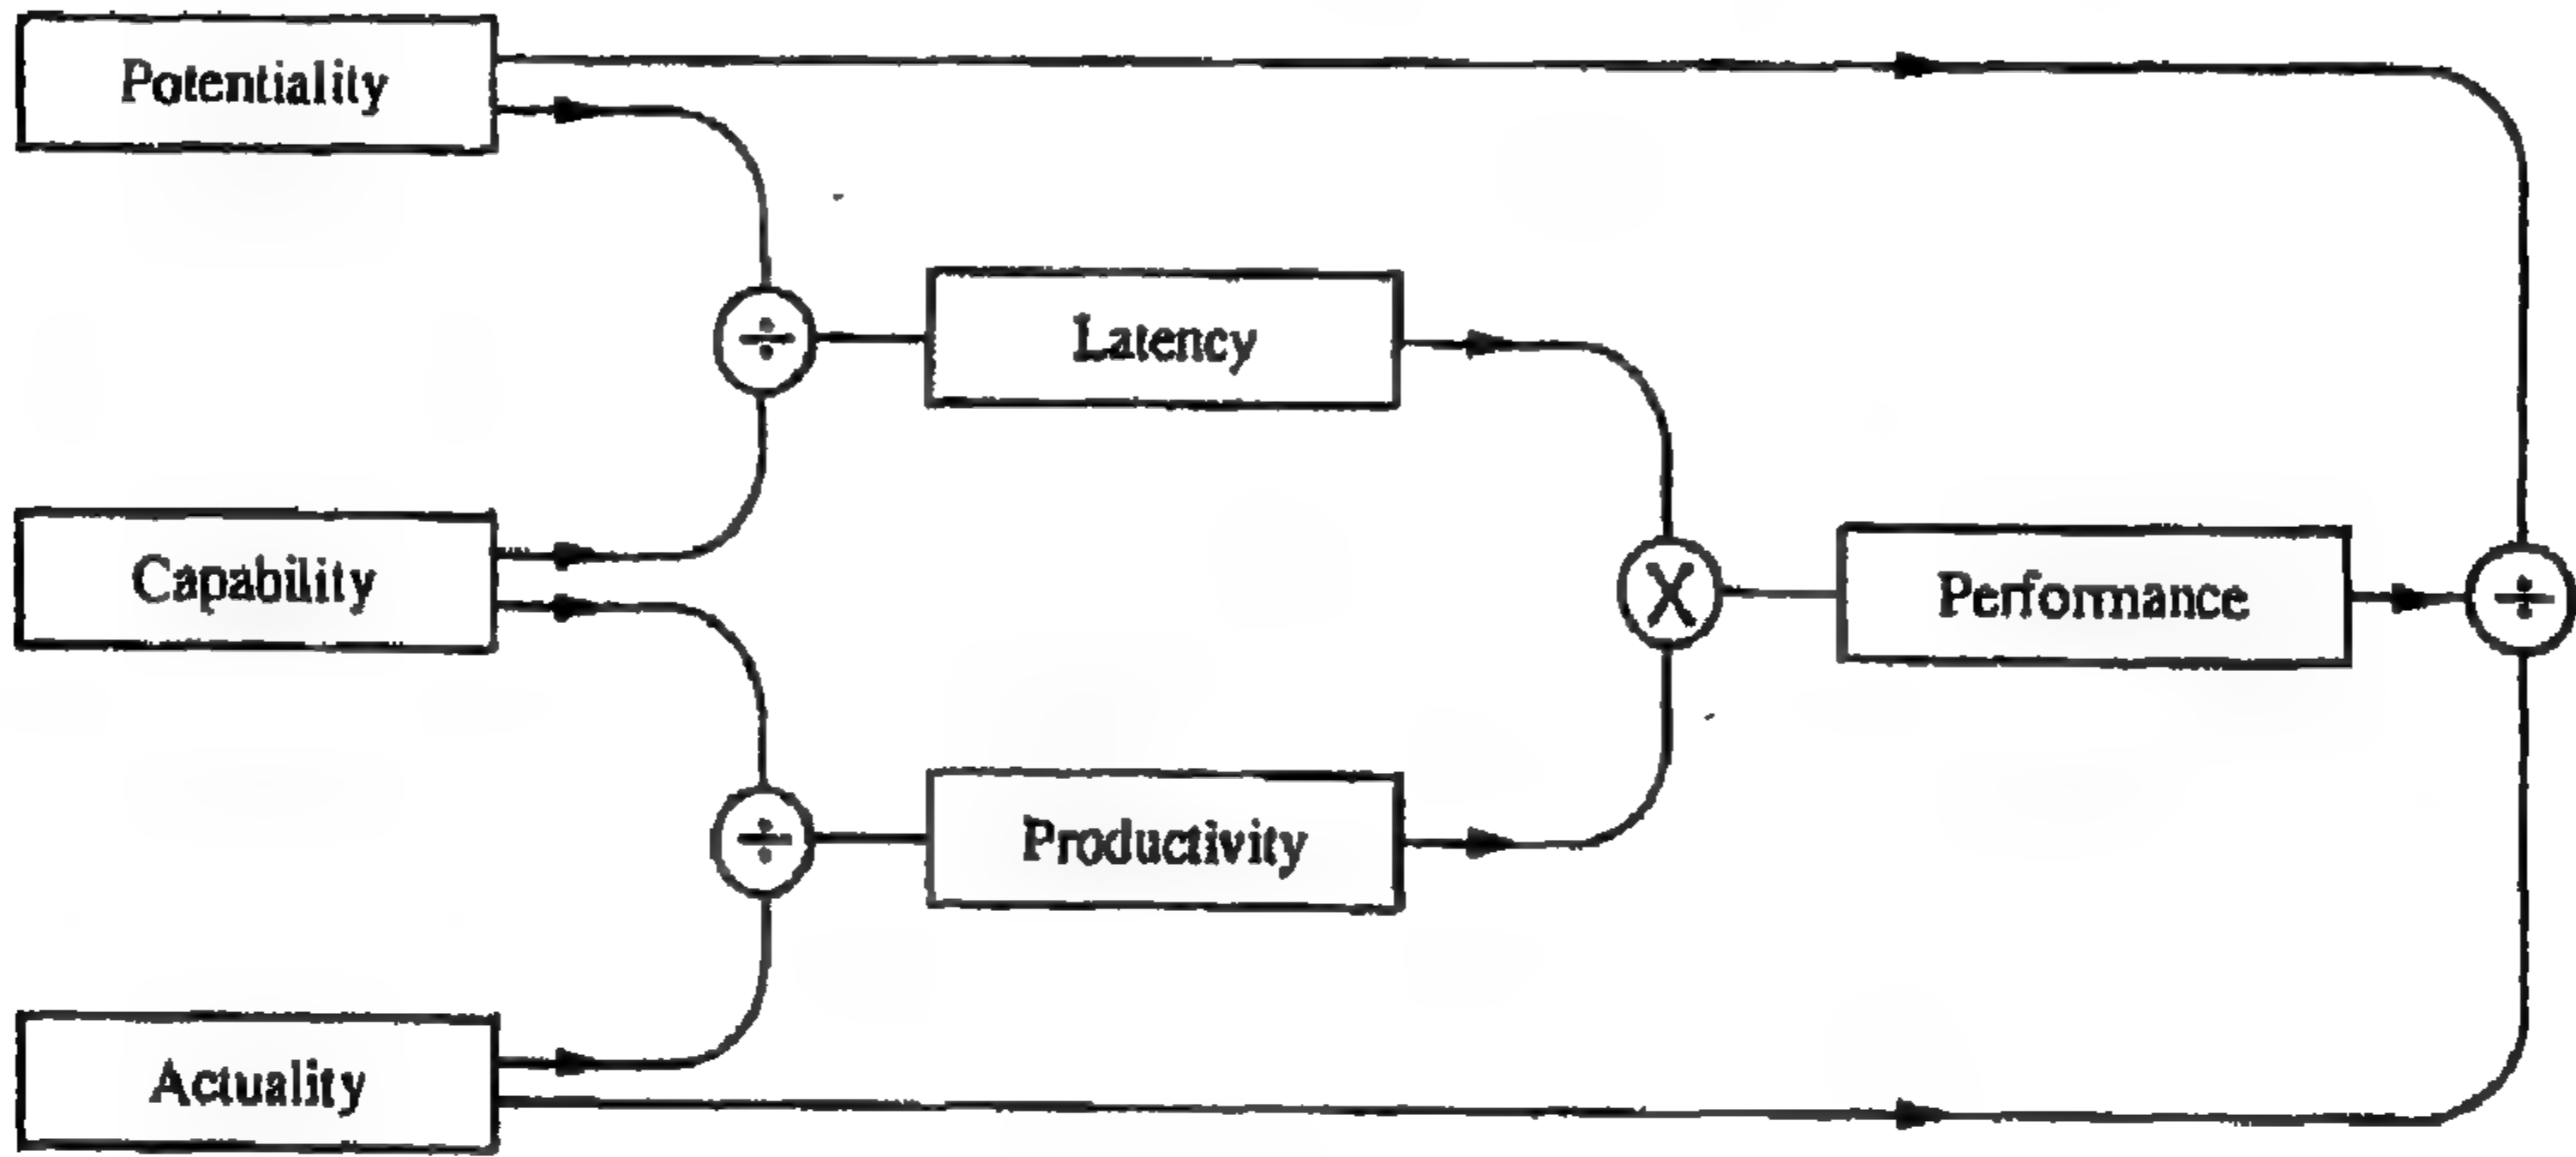 Potentiality
÷
Latency
Capability
X
Performance
÷
÷
Productivity
Actuality